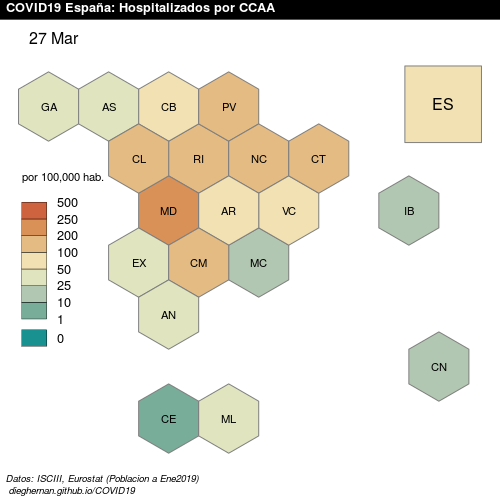 COVID19 España: Hospitalizados por CCAA
27 Mar
GA AS CB PV ES
CL RI NC CT
por 100,000 hab.
500
250
200
100
50
25
10
1
0
MD AR VC IB
EX CM MC
AN
CN
CE ML
Datos: ISCIII, Eurostat (Poblacion a Ene2019)
dieghernan.github.io/COVID19